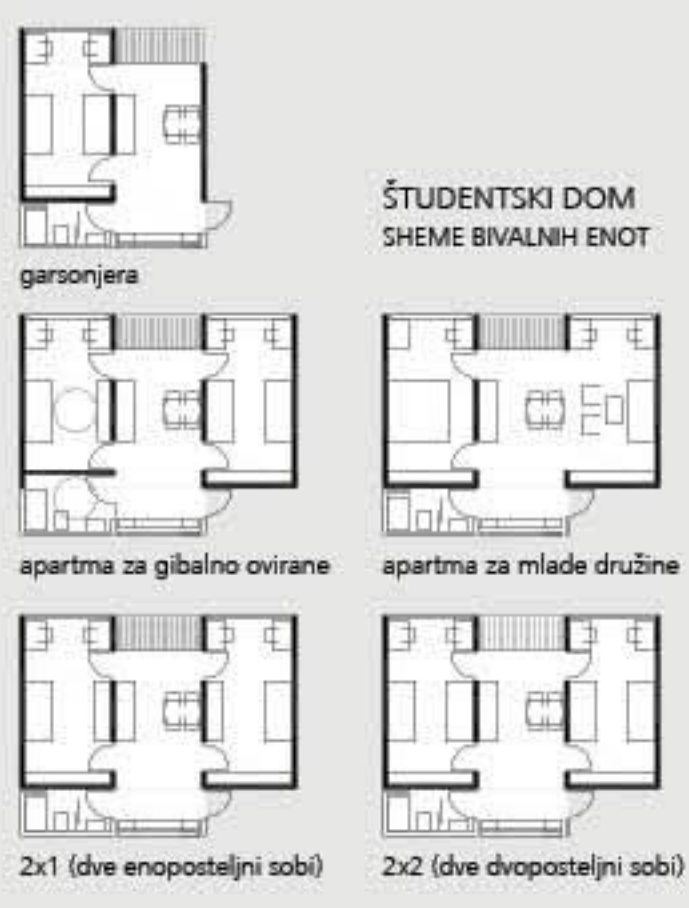 ŠTUDENTSKI DOM
SHEME BIVALNIH ENOT
garsonjera
apartma za gibalno ovirane
apartma za mlade družine
2x1 (dve enoposteljni sobi)
2x2 (dve dvoposteljni sobi)